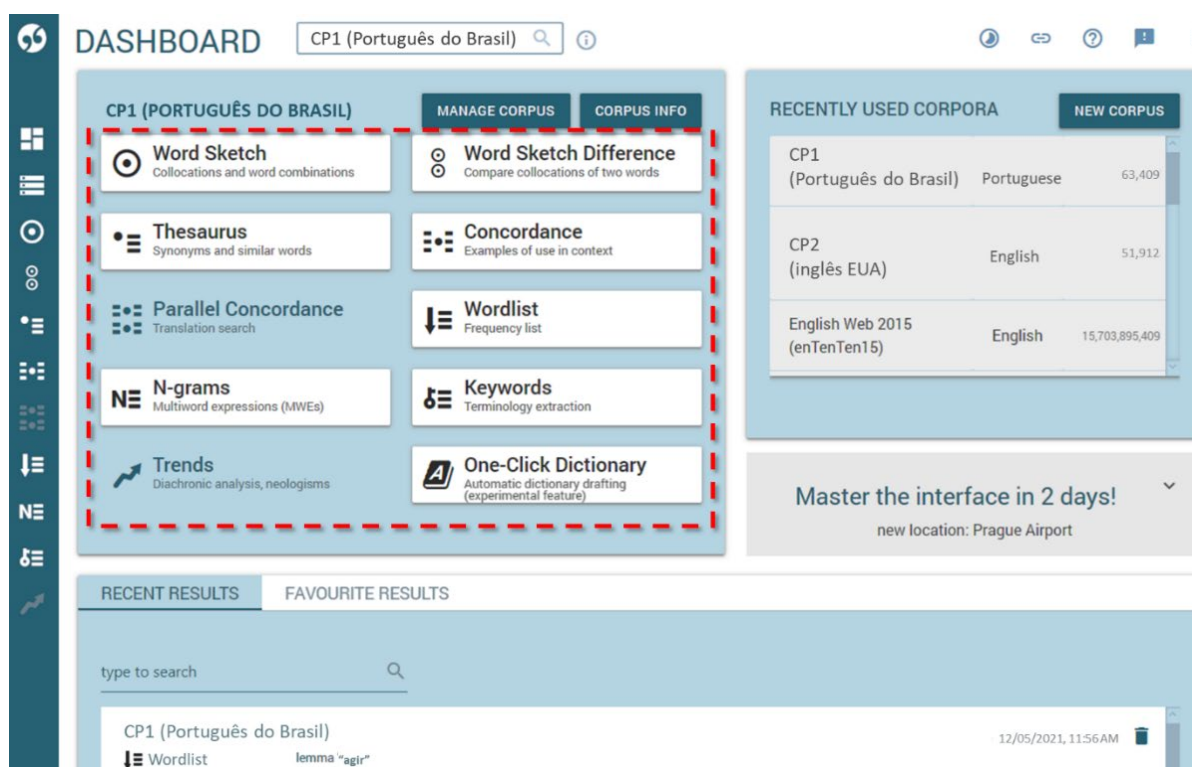 DASHBOARD
CP1 (Português do Brasil)
CP1 (PORTUGUÊS DO BRASIL)
MANAGE CORPUS
CORPUS INFO
Word Sketch
Collocations and word combinations
Word Sketch Difference
Compare collocations of two words
Thesaurus
Synonyms and similar words
Concordance
Examples of use in context
Parallel Concordance
Translation search
Wordlist
Frequency list
N-grams
Multiword expressions (MWEs)
Keywords
Terminology extraction
Trends
Diachronic analysis, neologisms
One-Click Dictionary
Automatic dictionary drafting
(experimental feature)
RECENTLY USED CORPORA
NEW CORPUS
CP1
(Português do Brasil) Portuguese 63,409
CP2
(inglês EUA) English 51,912
English Web 2015
(enTenTen15) English 15,703,895,409
Master the interface in 2 days!
new location: Prague Airport
RECENT RESULTS
FAVOURITE RESULTS
type to search
CP1 (Português do Brasil)
12/05/2021, 11:56 AM
Wordlist lemma "agir"